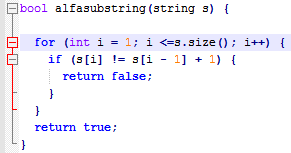 bool alfasubstring(string s) {
for (int i = 1; i <=s.size(); i++) {
if (s[i] != s[i - 1] + 1) {
return false;
}
}
return true;
}